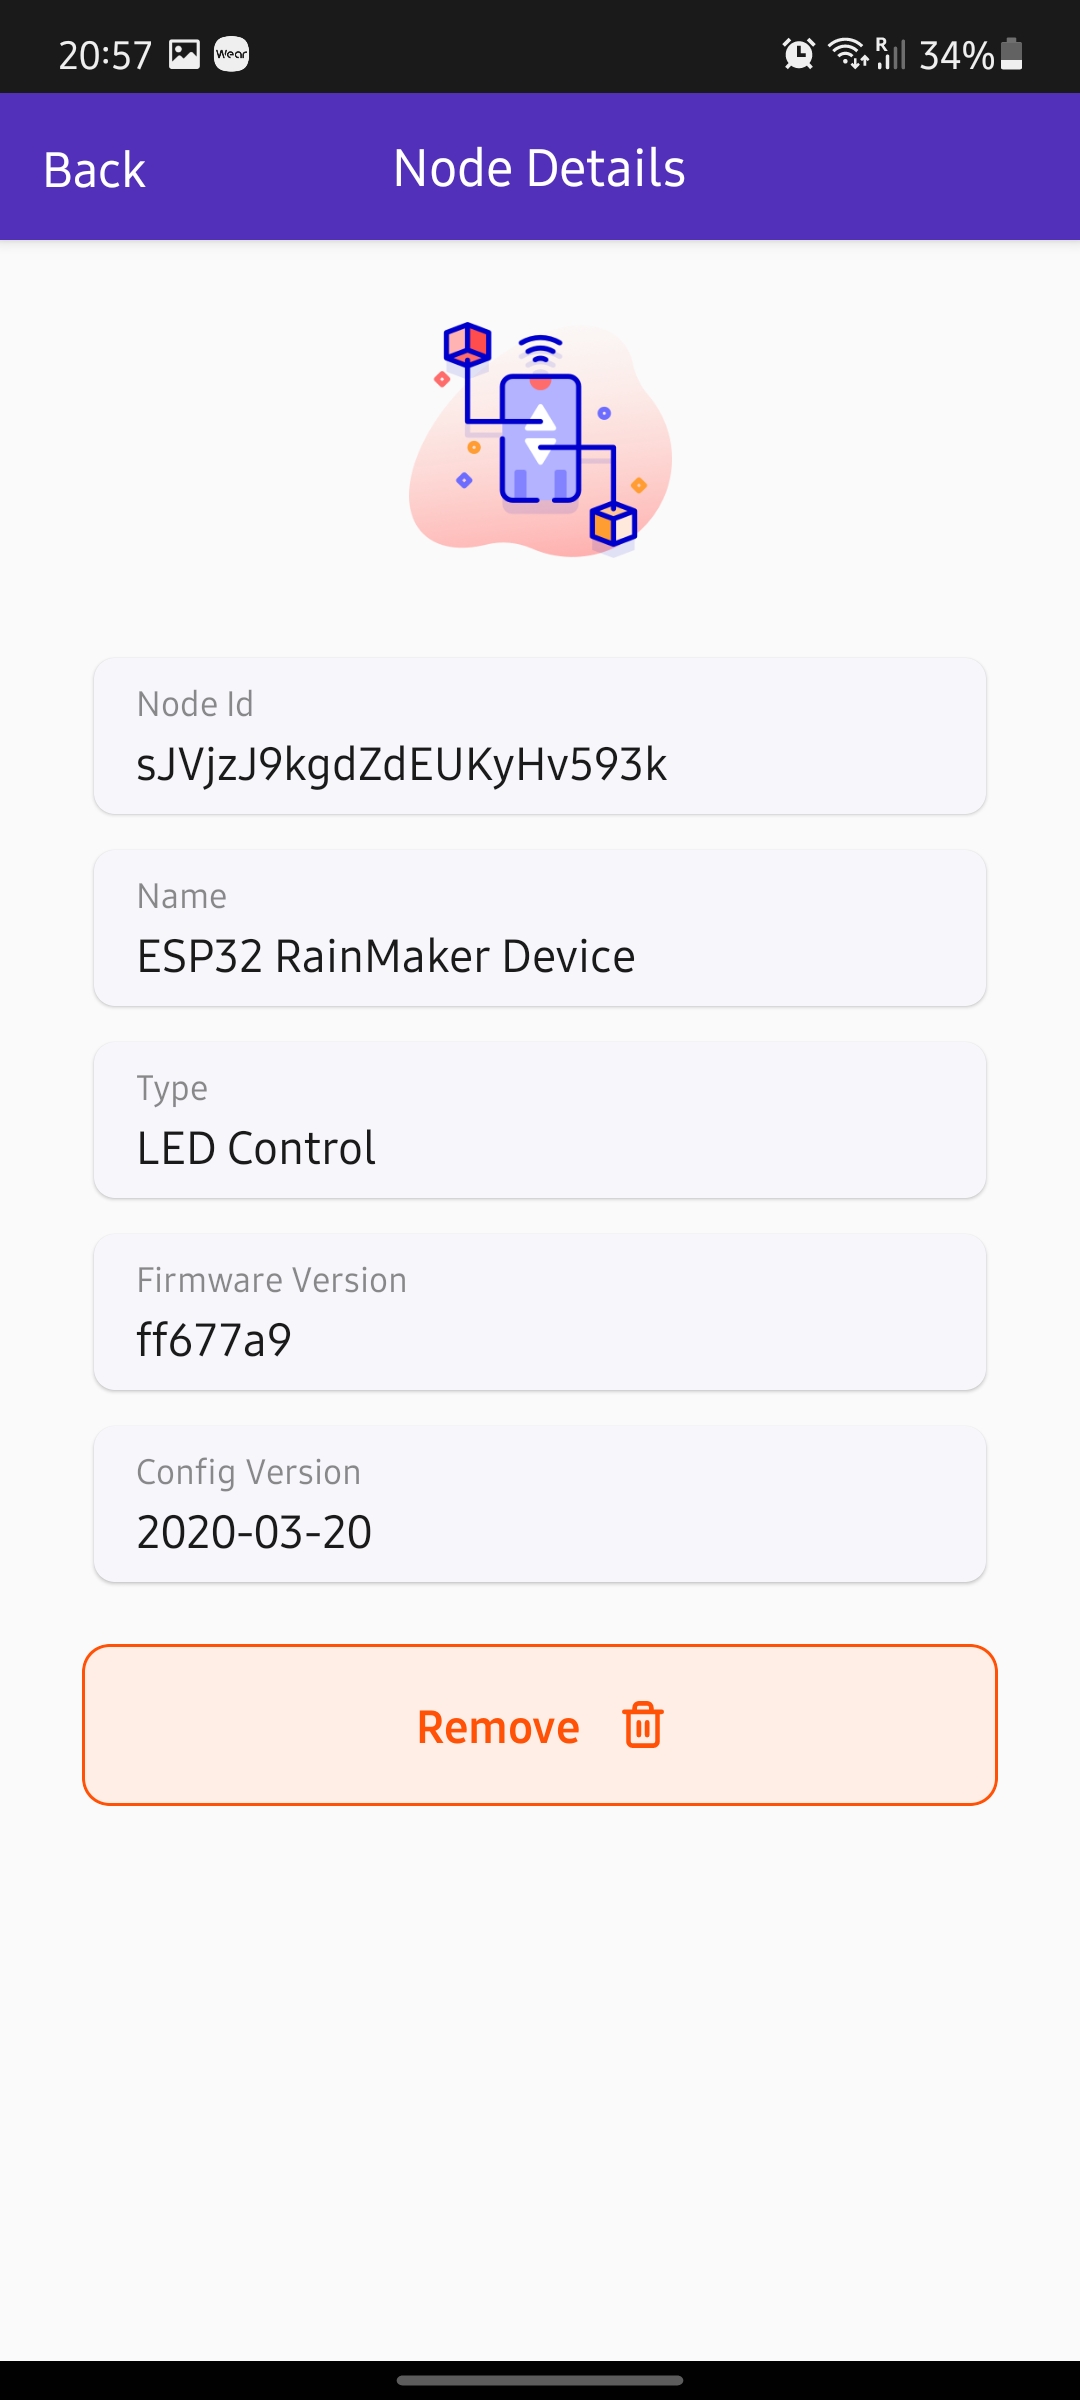 20:57 Wear R 34%
Back Node Details
Node Id
sJVjzJ9kgdZdEUKyHv593k
Name
ESP32 RainMaker Device
Type
LED Control
Firmware Version
ff677a9
Config Version
2020-03-20
Remove